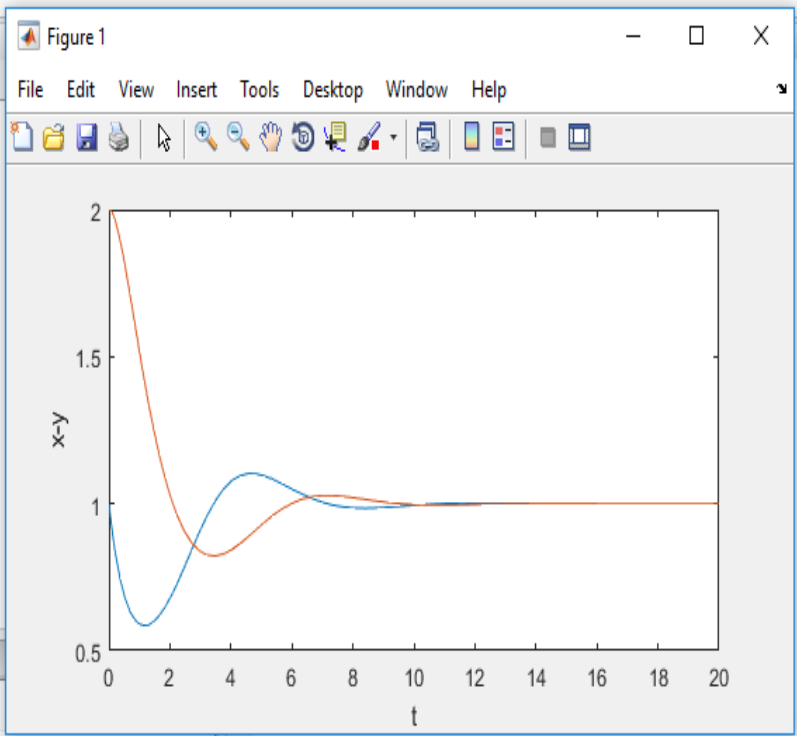 Figure 1
File Edit View Insert Tools Desktop Window Help
2
1.5
1
0.5
x-y
0 2 4 6 8 10 12 14 16 18 20
t